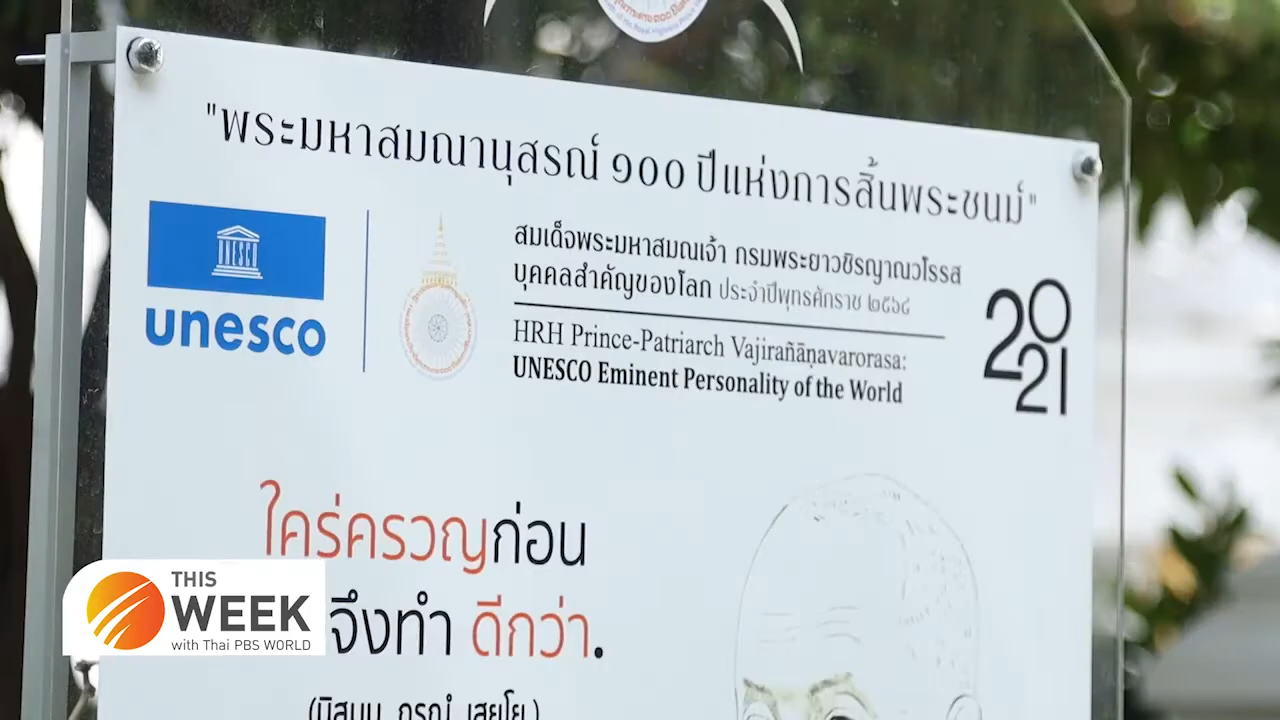 "พระมหาสมณานุสรณ์ ๑๐๐ ปีแห่งการสิ้นพระชนม์"
UNESCO
unesco
สมเด็จพระมหาสมณเจ้า กรมพระยาวชิรญาณวโรรส
บุคคลสำคัญของโลก ประจำปีพุทธศักราช ๒๕๖๔
HRH Prince-Patriarch Vajirañāṇavarorasa:
UNESCO Eminent Personality of the World
2021
ใคร่ครวญก่อน
จึงทำ ดีกว่า.
(นิสมฺม กรณํ เสยฺโย)
THIS
WEEK
with Thai PBS WORLD